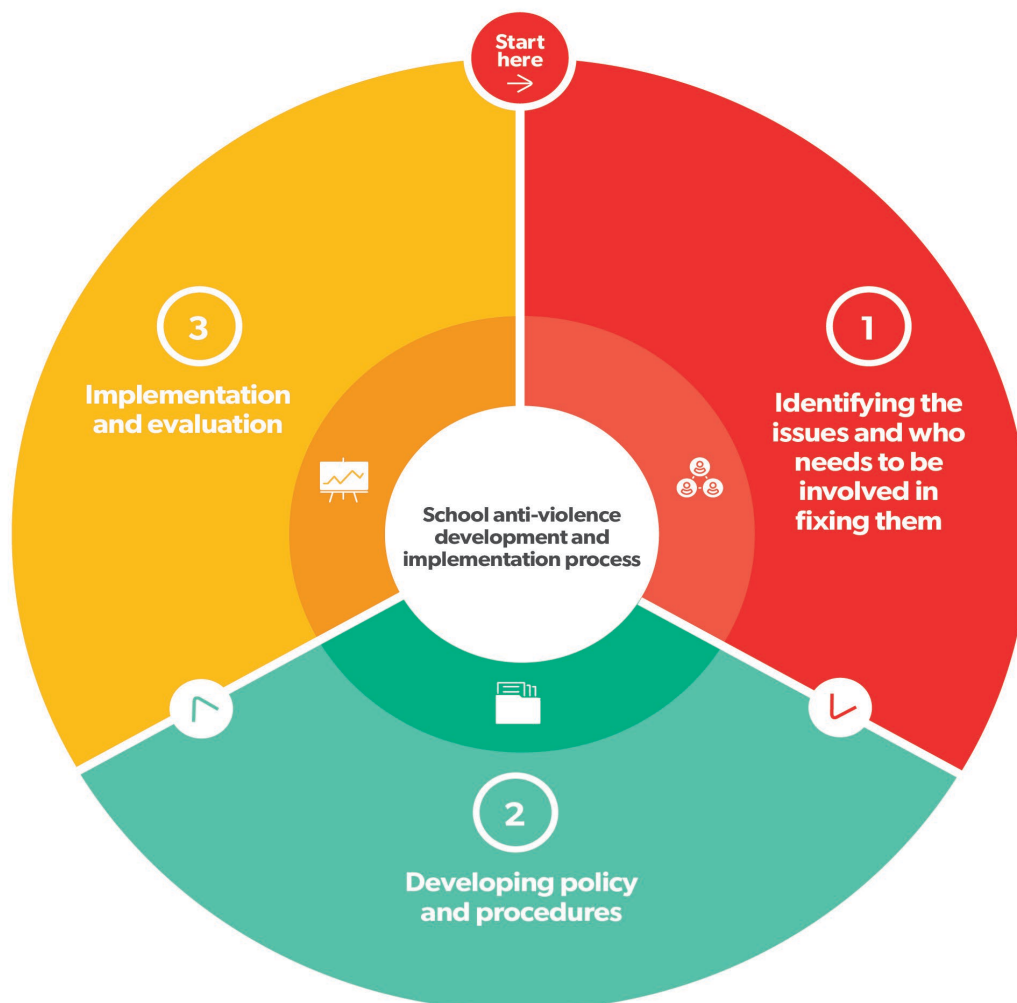 Start
here
1
Identifying the
issues and who
needs to be
involved in
fixing them
2
Developing policy
and procedures
3
Implementation
and evaluation
School anti-violence
development and
implementation process